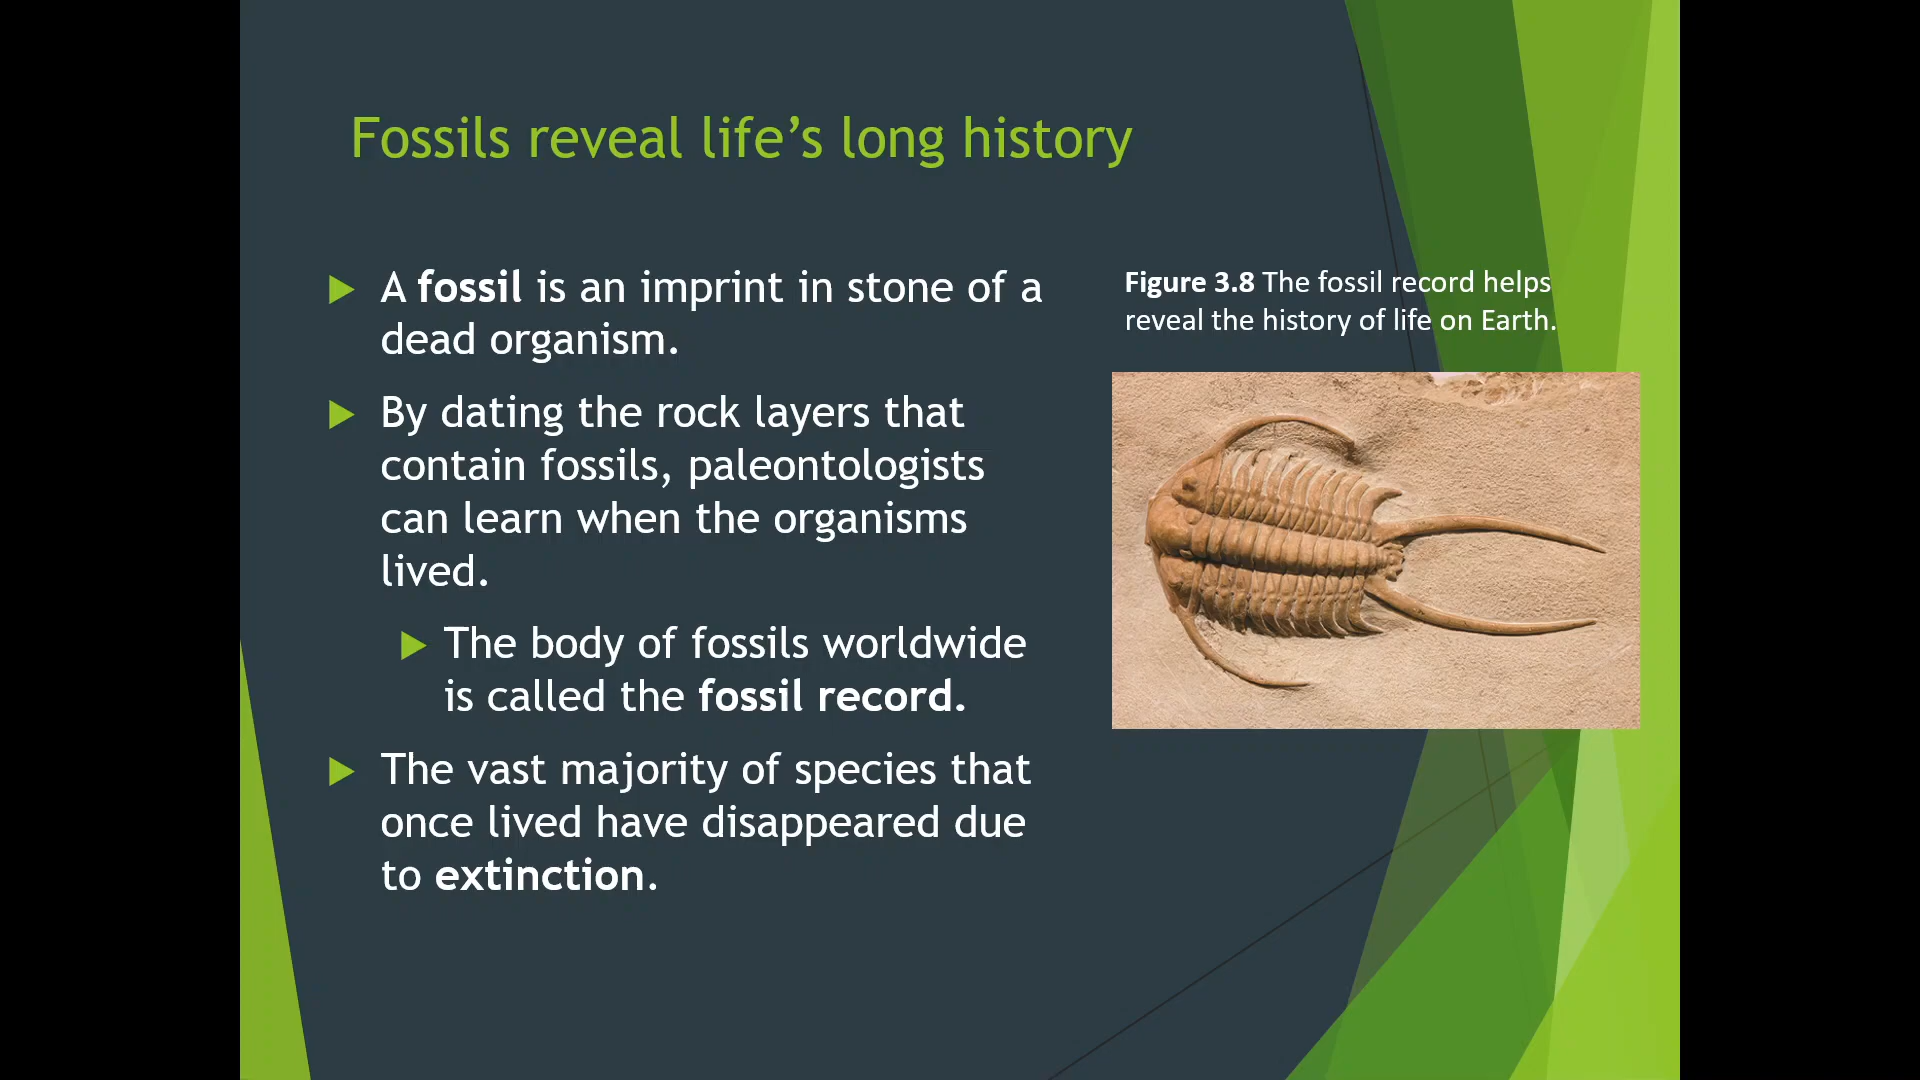 Fossils reveal life’s long history
A fossil is an imprint in stone of a
dead organism.
By dating the rock layers that
contain fossils, paleontologists
can learn when the organisms
lived.
The body of fossils worldwide
is called the fossil record.
The vast majority of species that
once lived have disappeared due
to extinction.
Figure 3.8 The fossil record helps
reveal the history of life on Earth.